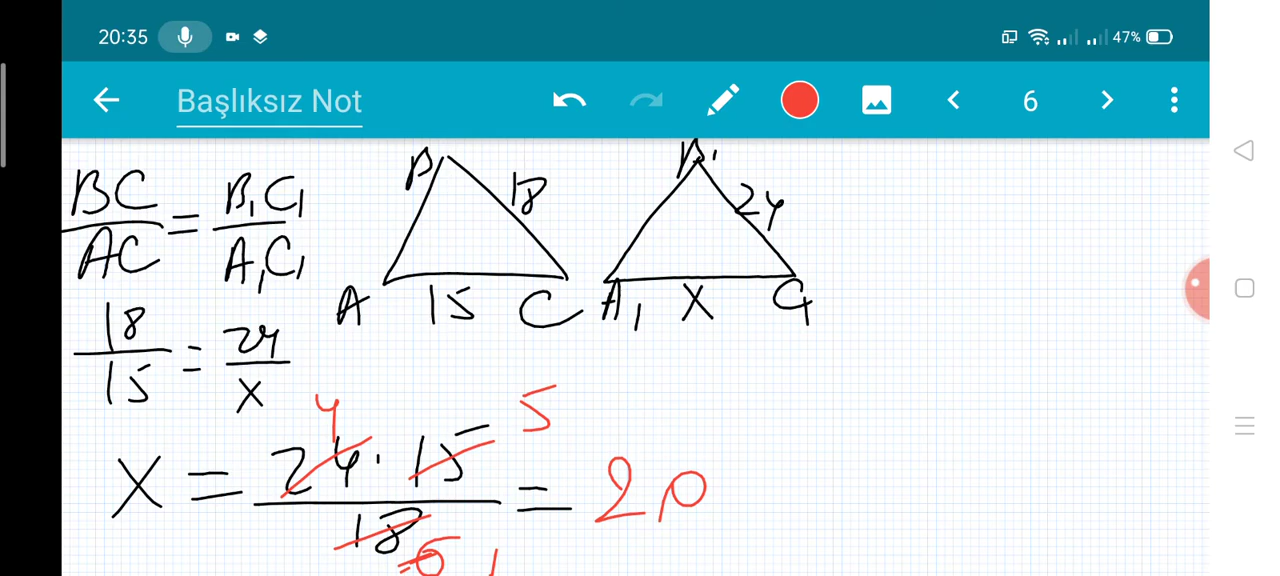 20:35 47%
Başlıksız Not 6
BC/AC = B₁C₁/A₁C₁
B 18 A 15 C
B₁ 24 A₁ X C₁
18/15 = 24/X
X = 24 · 15 / 18 = 20
4 5
6 1